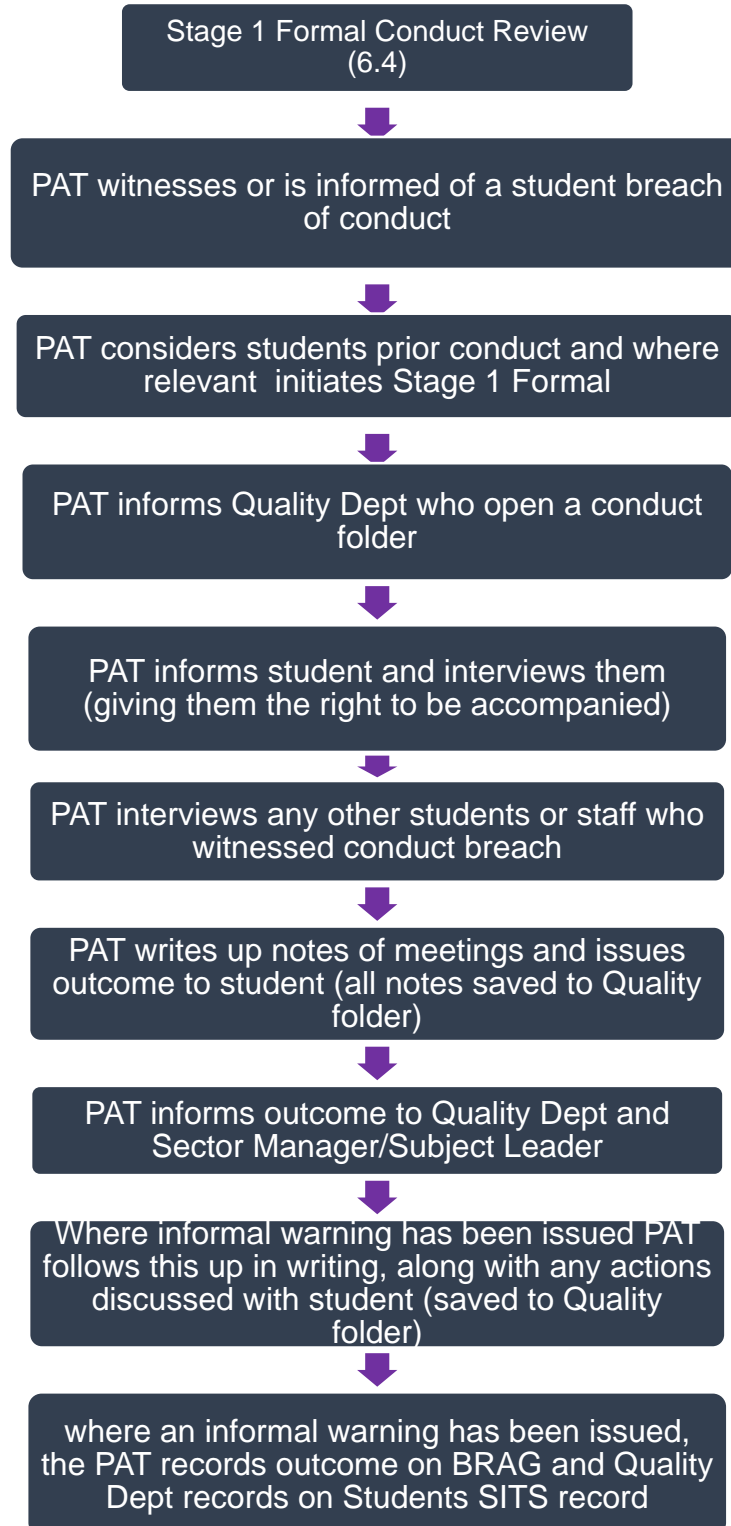 Stage 1 Formal Conduct Review
(6.4)
PAT witnesses or is informed of a student breach
of conduct
PAT considers students prior conduct and where
relevant  initiates Stage 1 Formal
PAT informs Quality Dept who open a conduct
folder
PAT informs student and interviews them
(giving them the right to be accompanied)
PAT interviews any other students or staff who
witnessed conduct breach
PAT writes up notes of meetings and issues
outcome to student (all notes saved to Quality
folder)
PAT informs outcome to Quality Dept and
Sector Manager/Subject Leader
Where informal warning has been issued PAT
follows this up in writing, along with any actions
discussed with student (saved to Quality
folder)
where an informal warning has been issued,
the PAT records outcome on BRAG and Quality
Dept records on Students SITS record